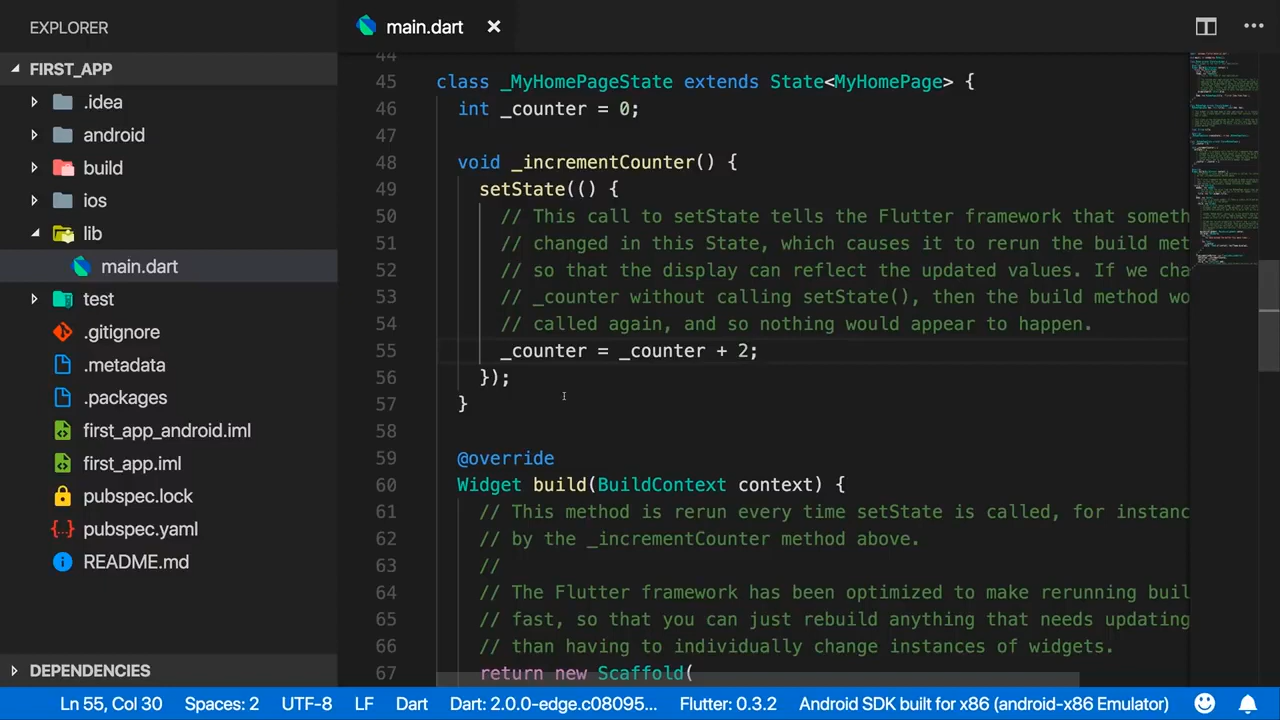 EXPLORER
FIRST_APP
.idea
android
build
ios
lib
main.dart
test
.gitignore
.metadata
.packages
first_app_android.iml
first_app.iml
pubspec.lock
pubspec.yaml
README.md
DEPENDENCIES
main.dart
44
45 class _MyHomePageState extends State<MyHomePage> {
46 int _counter = 0;
47
48 void _incrementCounter() {
49 setState(() {
50 // This call to setState tells the Flutter framework that someth
51 // changed in this State, which causes it to rerun the build met
52 // so that the display can reflect the updated values. If we cha
53 // _counter without calling setState(), then the build method wo
54 // called again, and so nothing would appear to happen.
55 _counter = _counter + 2;
56 });
57 }
58
59 @override
60 Widget build(BuildContext context) {
61 // This method is rerun every time setState is called, for instanc
62 // by the _incrementCounter method above.
63 //
64 // The Flutter framework has been optimized to make rerunning buil
65 // fast, so that you can just rebuild anything that needs updating
66 // than having to individually change instances of widgets.
67 return new Scaffold(
Ln 55, Col 30 Spaces: 2 UTF-8 LF Dart Dart: 2.0.0-edge.c08095... Flutter: 0.3.2 Android SDK built for x86 (android-x86 Emulator)